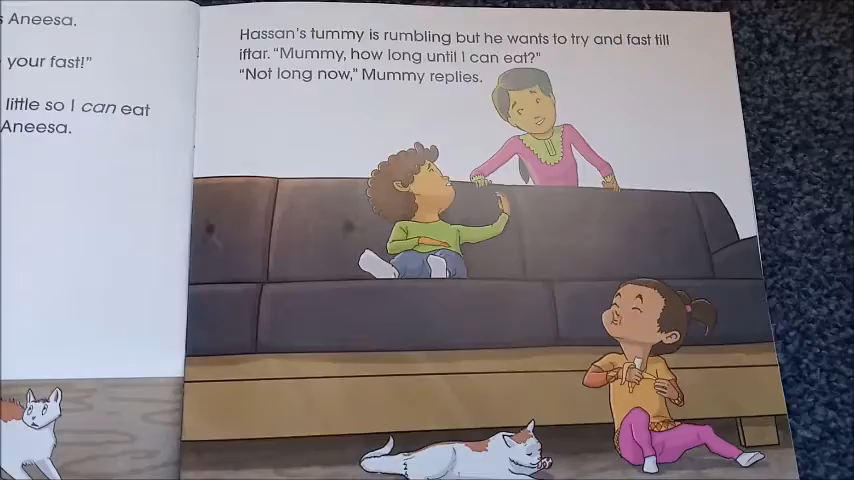 s Aneesa.
your fast!"
little so I can eat
Aneesa.
Hassan's tummy is rumbling but he wants to try and fast till
iftar. "Mummy, how long until I can eat?"
"Not long now," Mummy replies.